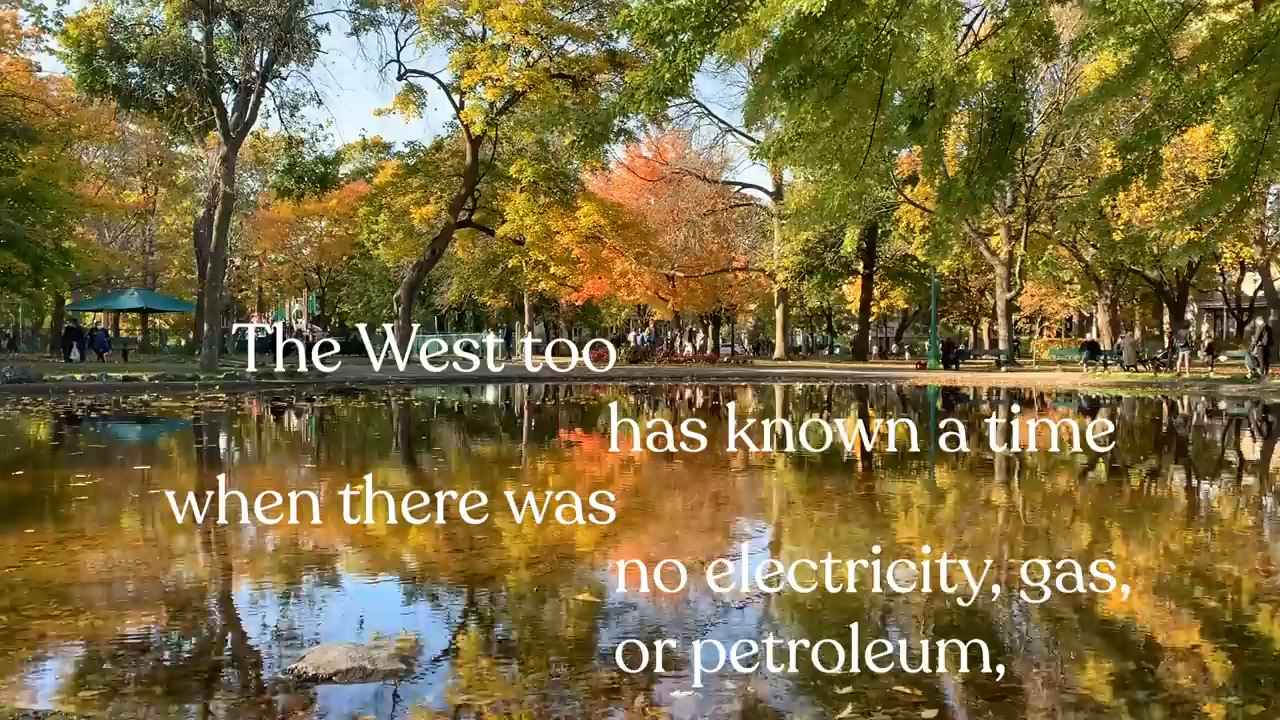 The West too
has known a time
when there was
no electricity, gas,
or petroleum,